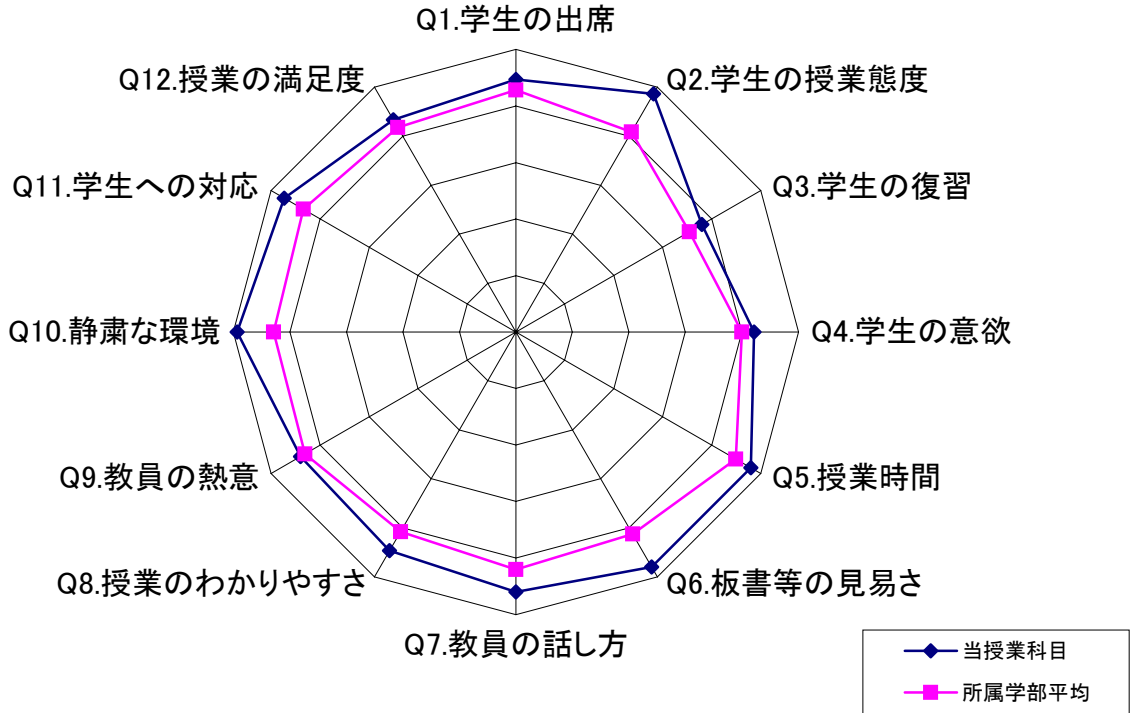 Q1.学生の出席
Q12.授業の満足度
Q2.学生の授業態度
Q11.学生への対応
Q3.学生の復習
Q10.静粛な環境
Q4.学生の意欲
Q9.教員の熱意
Q5.授業時間
Q8.授業のわかりやすさ
Q6.板書等の見易さ
Q7.教員の話し方
当授業科目
所属学部平均